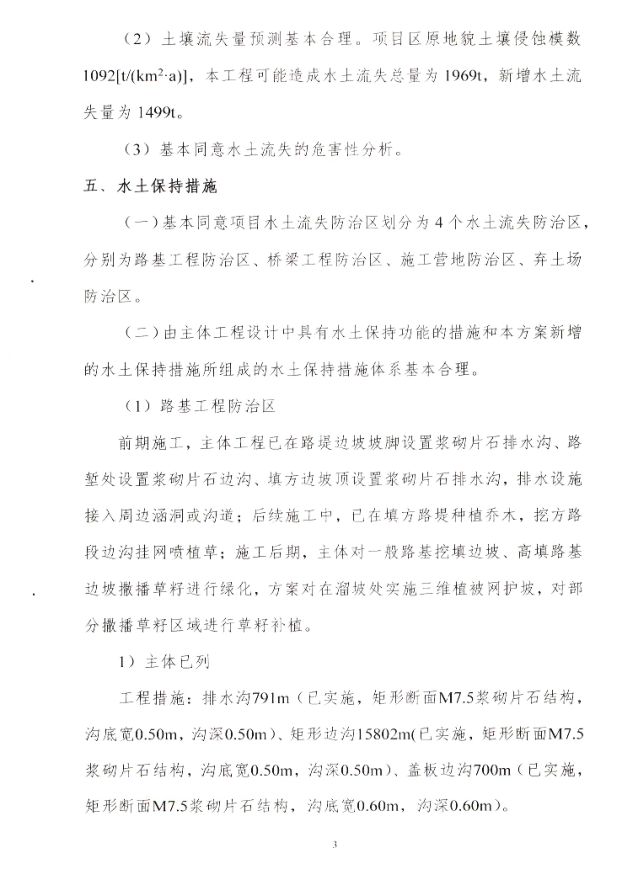 （2）土壤流失量预测基本合理。项目区原地貌土壤侵蚀模数
1092[t/(km²·a)]，本工程可能造成水土流失总量为 1969t，新增水土流
失量为 1499t。
（3）基本同意水土流失的危害性分析。
五、水土保持措施
（一）基本同意项目水土流失防治区划分为 4 个水土流失防治区，
分别为路基工程防治区、桥梁工程防治区、施工营地防治区、弃土场
防治区。
（二）由主体工程设计中具有水土保持功能的措施和本方案新增
的水土保持措施所组成的水土保持措施体系基本合理。
（1）路基工程防治区
前期施工，主体工程已在路堤边坡坡脚设置浆砌片石排水沟、路
堑处设置浆砌片石边沟、填方边坡顶设置浆砌片石排水沟，排水设施
接入周边涵洞或沟道；后续施工中，已在填方路堤种植乔木，挖方路
段边沟挂网喷植草；施工后期，主体对一般路基挖填边坡、高填路基
边坡撒播草籽进行绿化，方案对在溜坡处实施三维植被网护坡，对部
分撒播草籽区域进行草籽补植。
1）主体已列
工程措施：排水沟791m（已实施，矩形断面M7.5浆砌片石结构，
沟底宽0.50m，沟深0.50m）、矩形边沟15802m(已实施，矩形断面M7.5
浆砌片石结构，沟底宽0.50m，沟深0.50m）、盖板边沟700m（已实施，
矩形断面M7.5浆砌片石结构，沟底宽0.60m，沟深0.60m）。
3